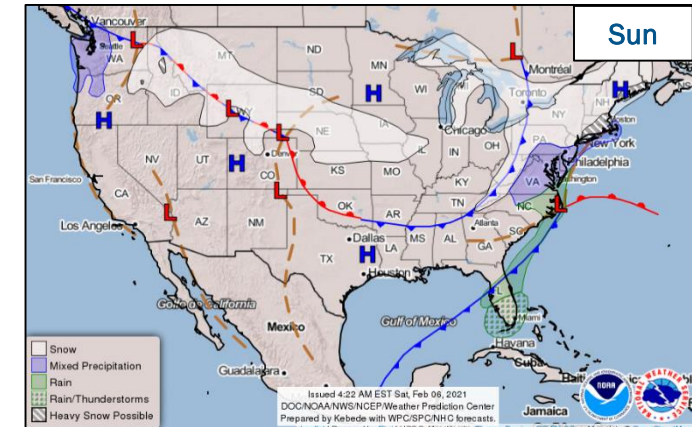 Sun
Vancouver
Seattle
WA
MT
ND
MN
Montréal
OR
ID
WY
SD
WI
MI
Toronto
NY
NH
Boston
New York
NE
IA
Chicago
IL
IN
OH
PA
Philadelphia
Washington
NV
UT
Denver
CO
KS
MO
KY
VA
San Francisco
CA
Los Angeles
AZ
NM
OK
AR
TN
NC
SC
Atlanta
GA
MS
AL
LA
Dallas
TX
Houston
FL
Miami
L
L
L
L
L
L
L
H
H
H
H
H
Golfo de California
Mexico
Gulf of Mexico
Havana
Cuba
Guadalajara
Jamaica
Snow
Mixed Precipitation
Rain
Rain/Thunderstorms
Heavy Snow Possible
Issued 4:22 AM EST Sat, Feb 06, 2021
DOC/NOAA/NWS/NCEP/Weather Prediction Center
Prepared by Kebede with WPC/SPC/NHC forecasts.
NOAA